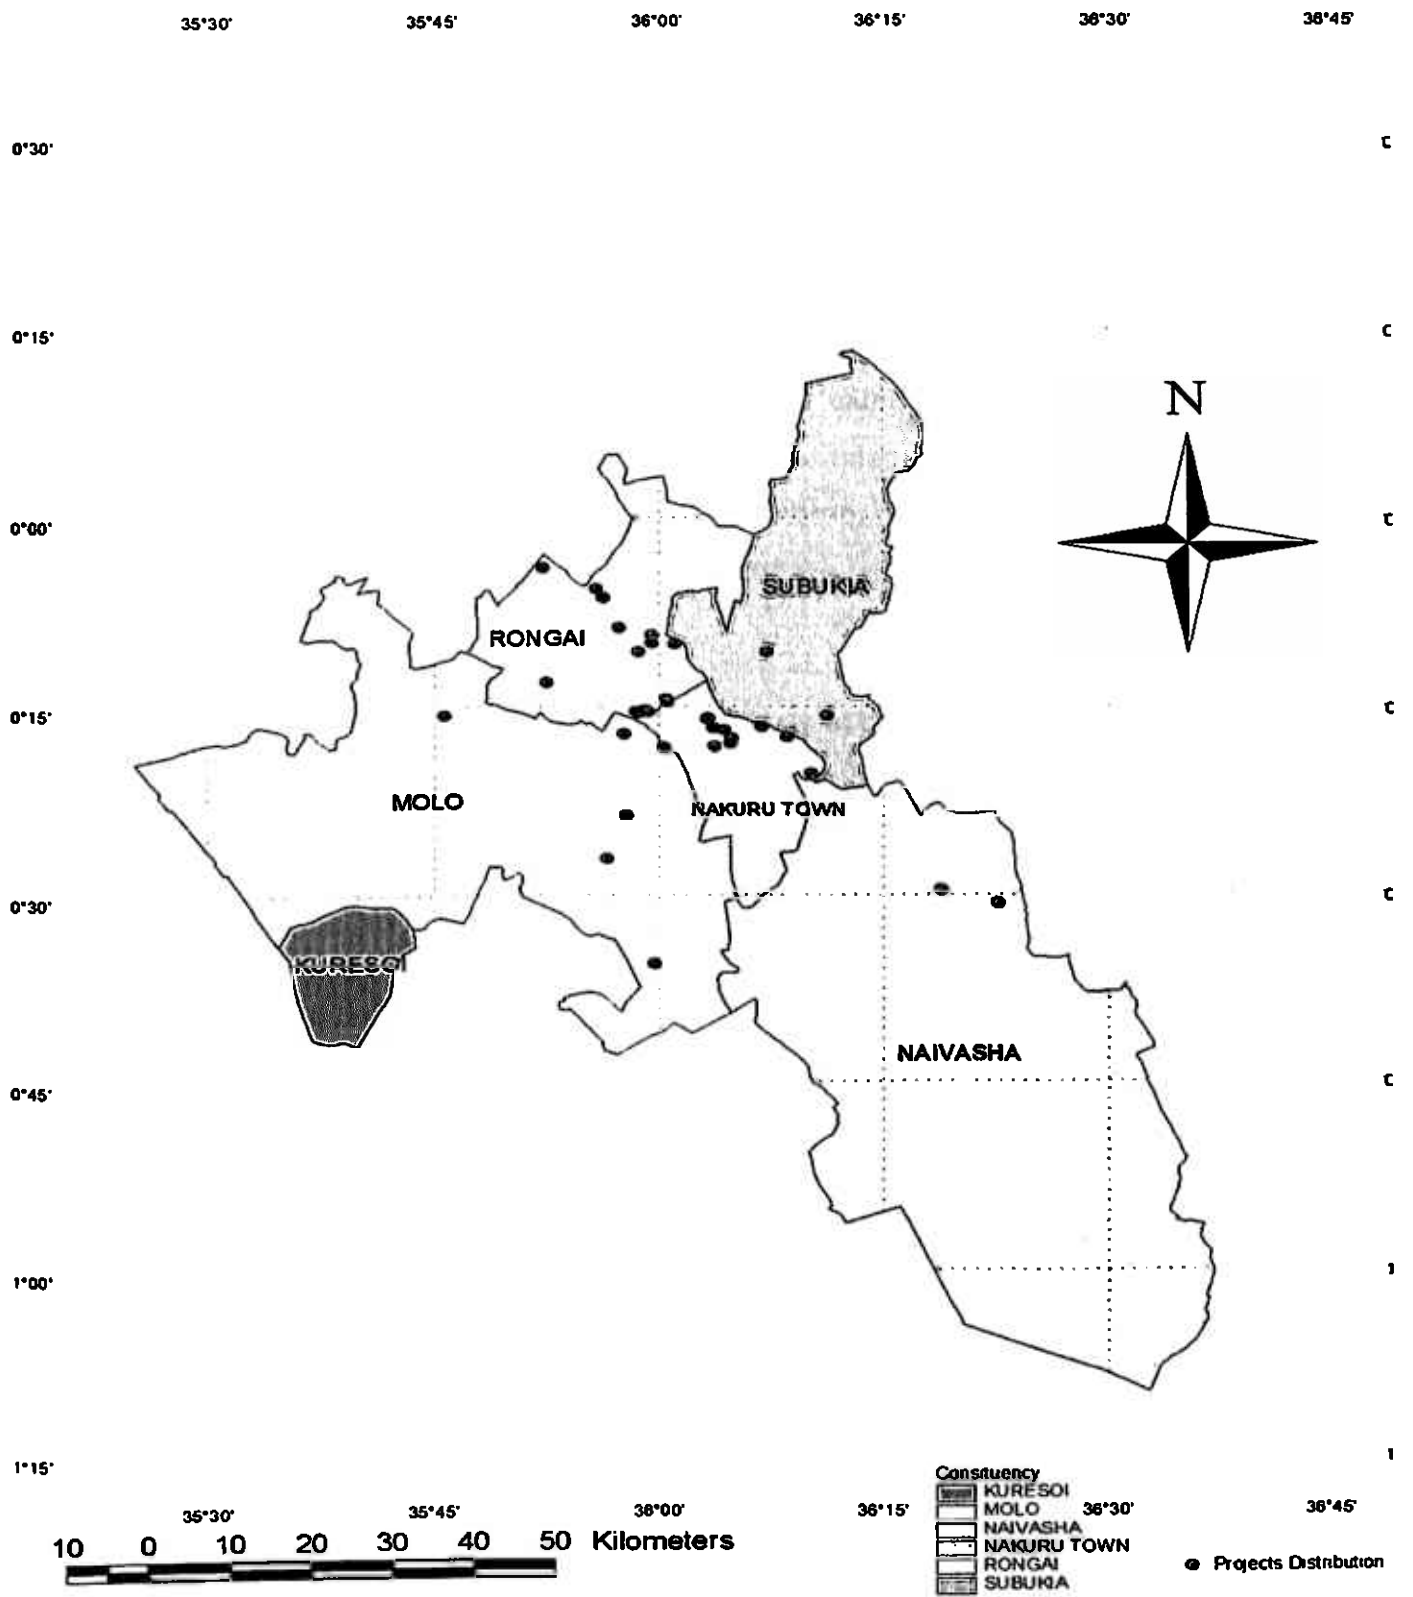 35°30' 35°45' 36°00' 36°15' 36°30' 36°45'
0°30'
0°15'
N
0°00'
SUBUKIA
RONGAI
0°15'
MOLO
NAKURU TOWN
0°30'
KURESOI
NAIVASHA
0°45'
1°00'
1°15'
Consituency
KURESOI
35°30' 35°45' 36°00' 36°15' 36°30' 36°45'
MOLO
NAIVASHA
10 0 10 20 30 40 50 Kilometers
NAKURU TOWN
RONGAI
Projects Distribution
SUBUKIA